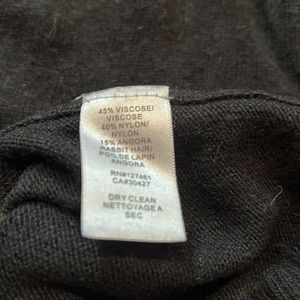 45% VISCOSE/
VISCOSE
40% NYLON/
NYLON
15% ANGORA
RABBIT HAIR/
POIL DE LAPIN
ANGORA
RN#127461
CA#30427
DRY CLEAN
NETTOYAGE A
SEC